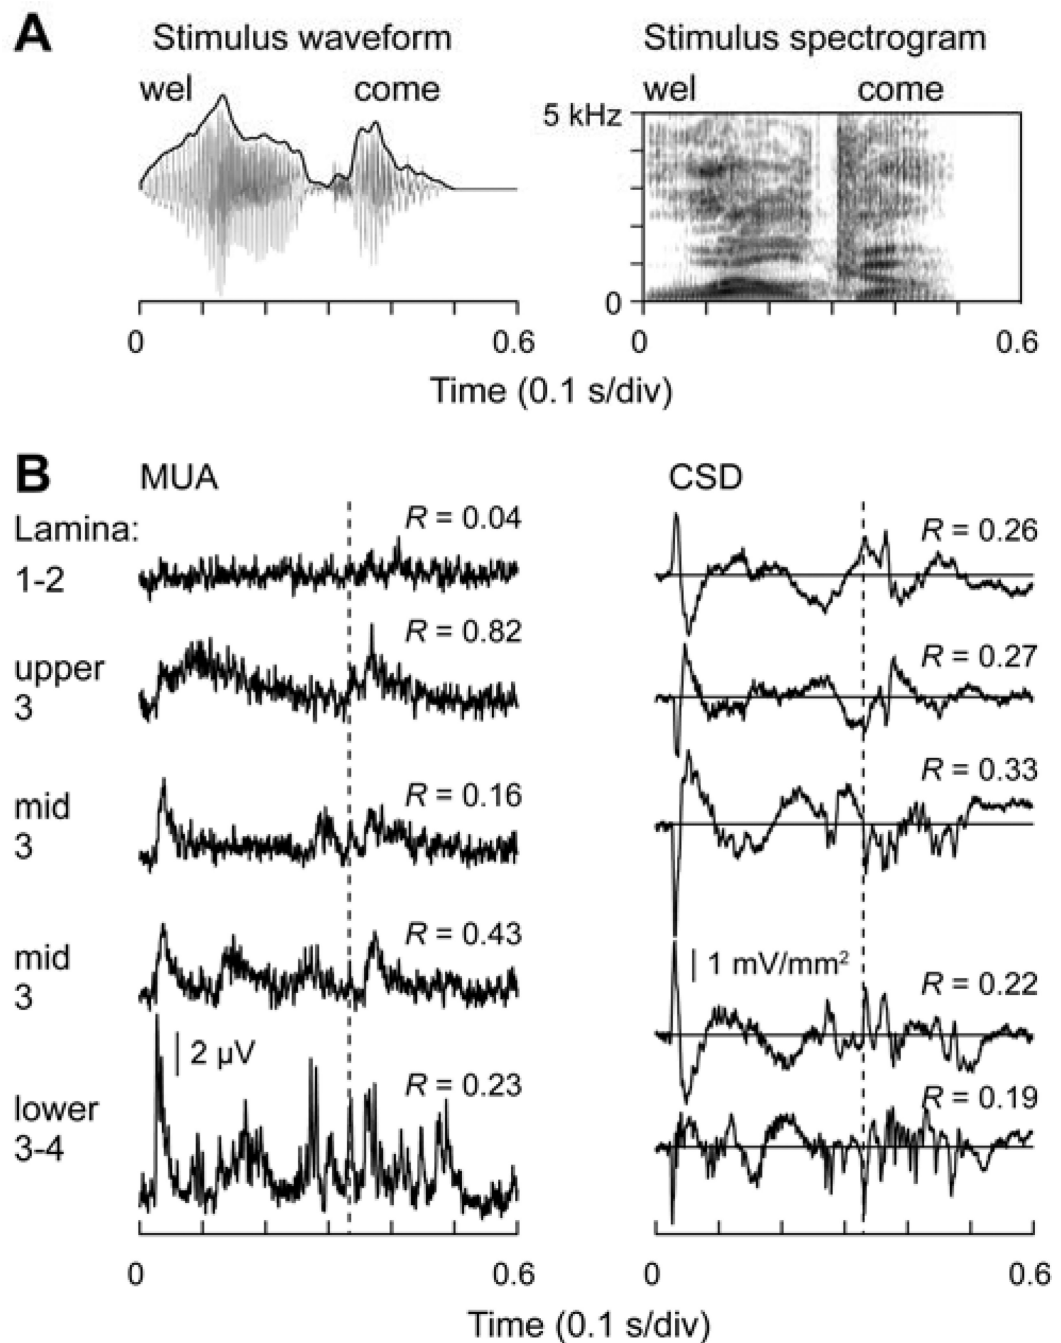 A
Stimulus waveform
Stimulus spectrogram
wel come
wel come
5 kHz
0
0 0.6
0 0.6
Time (0.1 s/div)
B
MUA
CSD
Lamina:
1-2
R = 0.04
R = 0.26
upper
3
R = 0.82
R = 0.27
mid
3
R = 0.16
R = 0.33
mid
3
R = 0.43
1 mV/mm²
R = 0.22
2 µV
lower
3-4
R = 0.23
R = 0.19
0 0.6
0 0.6
Time (0.1 s/div)